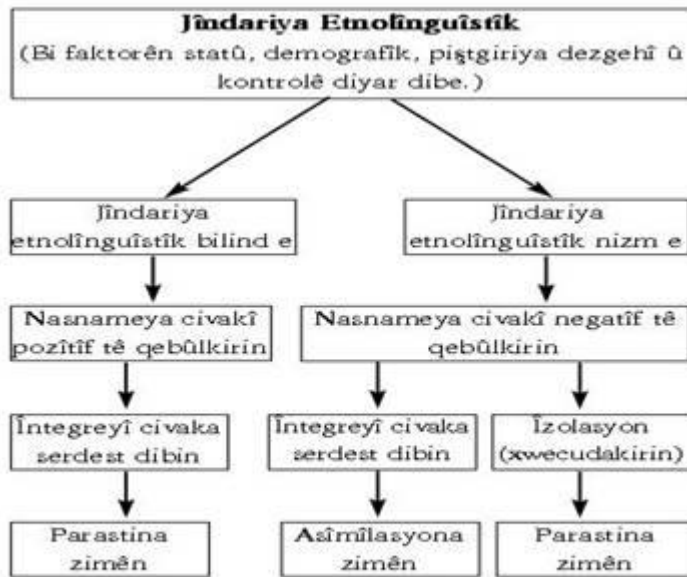 Jîndariya Etnolînguîstîk
(Bi faktorên statû, demografîk, piştgiriya dezgehî û
kontrolê diyar dibe.)
Jîndariya
etnolînguîstîk bilind e
Jîndariya
etnolînguîstîk nizm e
Nasnameya civakî
pozîtîf tê qebûlkirin
Nasnameya civakî negatîf tê
qebûlkirin
Întegreyî civaka
serdest dibin
Întegreyî civaka
serdest dibin
Îzolasyon
(xwecudakirin)
Parastina
zimên
Asîmîlasyona
zimên
Parastina
zimên